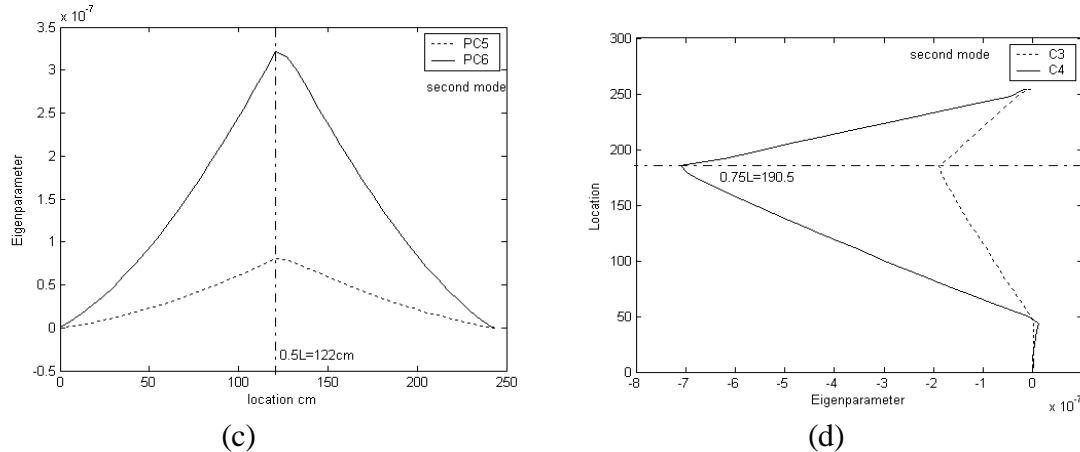 x 10^-7
3.5
3
2.5
2
1.5
1
0.5
0
-0.5
Eigenparameter
PC5
PC6
second mode
0.5L=122cm
0 50 100 150 200 250
location cm
(c)
300
250
200
150
100
50
0
Location
second mode
C3
C4
0.75L=190.5
-8 -7 -6 -5 -4 -3 -2 -1 0
Eigenparameter
x 10^-7
(d)